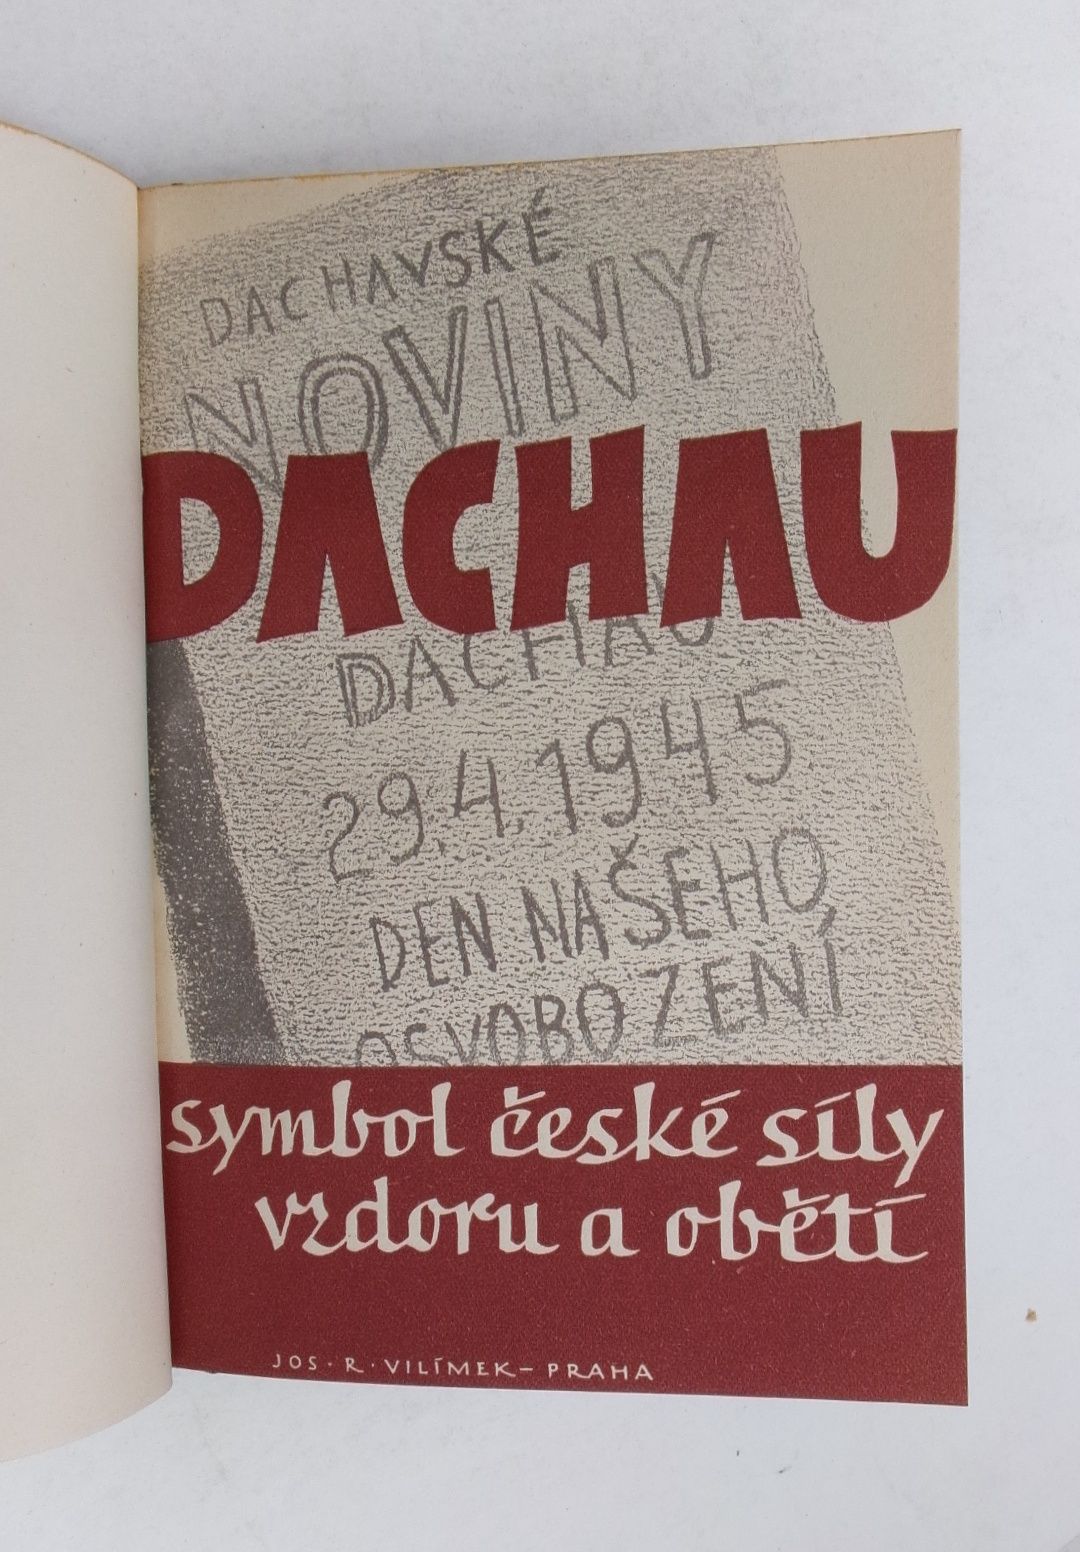 DACHAVSKÉ
NOVINY
DACHAU
DACHAU
29.4.1945
DEN NAŠEHO
OSVOBOZENÍ
symbol české síly
vzdoru a obětí
JOS · R · VILÍMEK – PRAHA